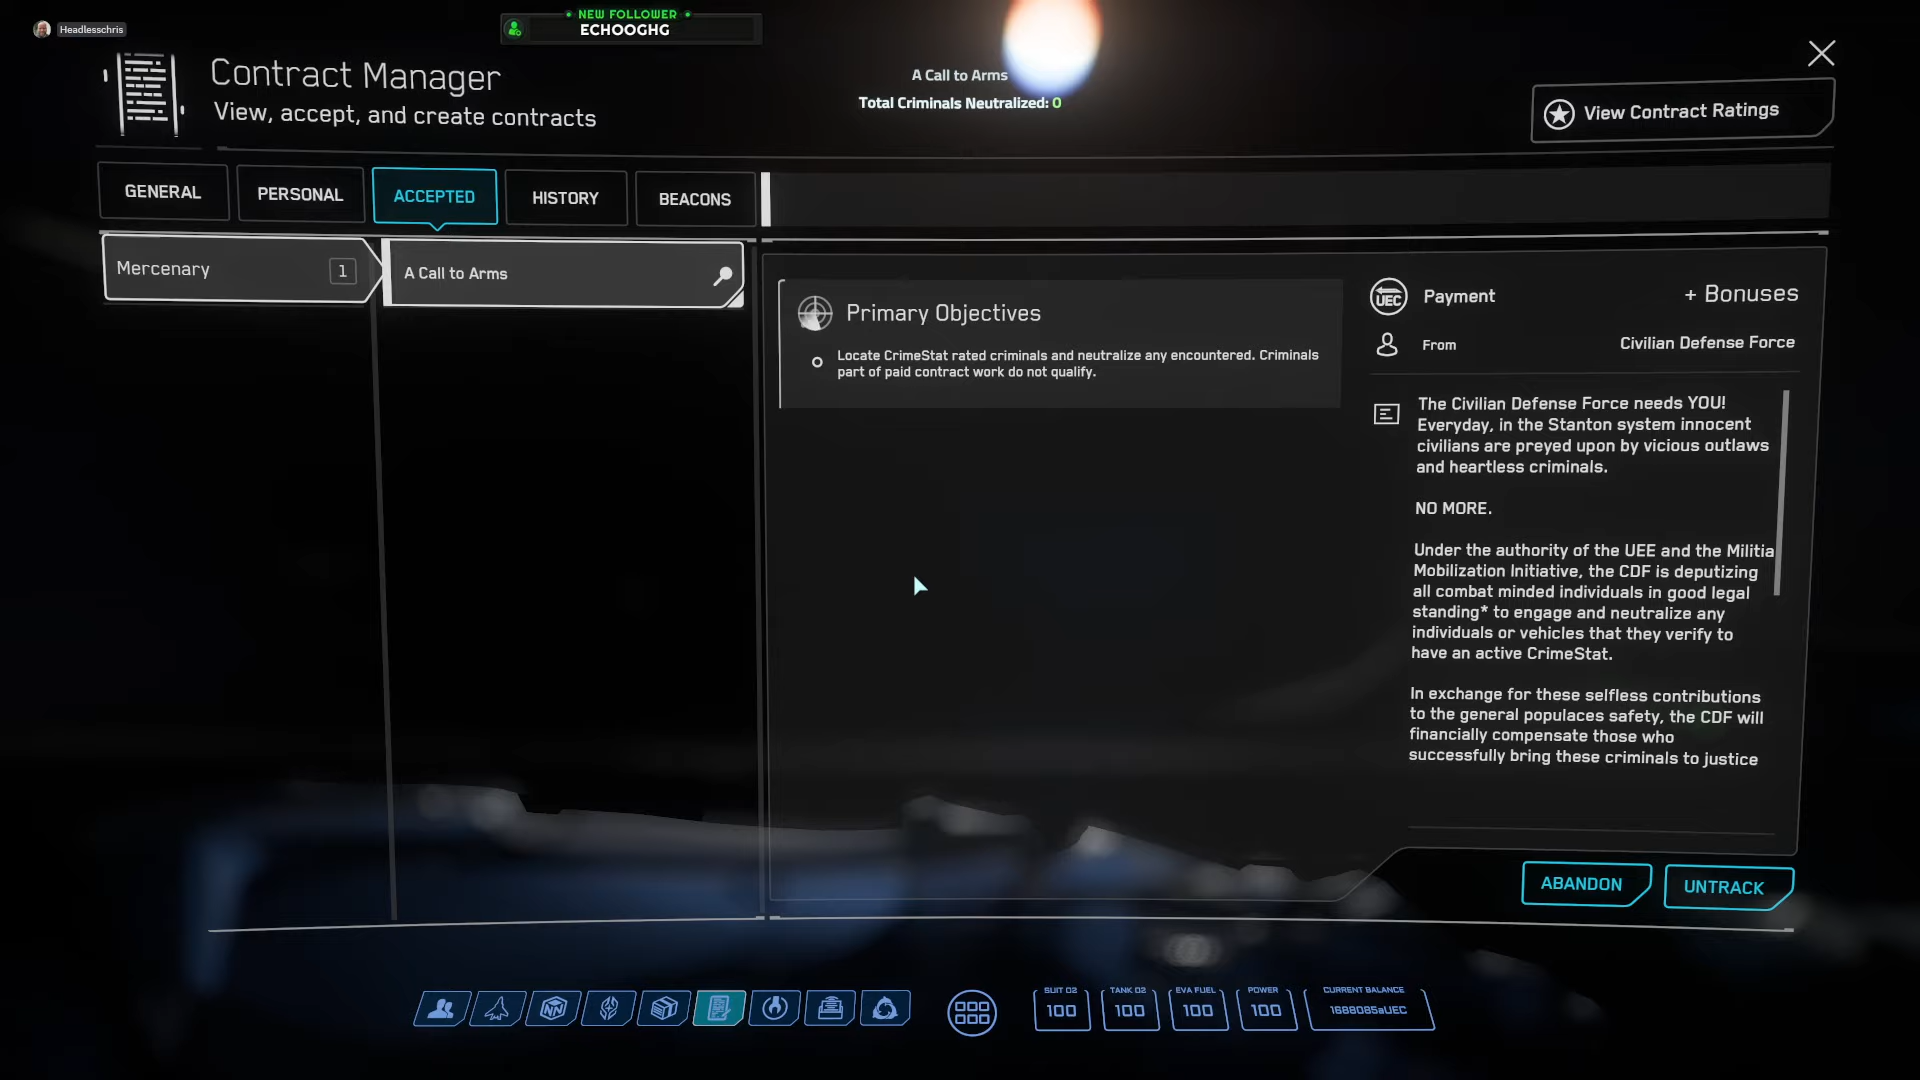 Headlesschris
NEW FOLLOWER
ECHOOGHG
Contract Manager
View, accept, and create contracts
A Call to Arms
Total Criminals Neutralized: 0
View Contract Ratings
GENERAL
PERSONAL
ACCEPTED
HISTORY
BEACONS
Mercenary
1
A Call to Arms
Primary Objectives
Locate CrimeStat rated criminals and neutralize any encountered. Criminals
part of paid contract work do not qualify.
UEC
Payment
+ Bonuses
From
Civilian Defense Force
The Civilian Defense Force needs YOU!
Everyday, in the Stanton system innocent
civilians are preyed upon by vicious outlaws
and heartless criminals.
NO MORE.
Under the authority of the UEE and the Militia
Mobilization Initiative, the CDF is deputizing
all combat minded individuals in good legal
standing* to engage and neutralize any
individuals or vehicles that they verify to
have an active CrimeStat.
In exchange for these selfless contributions
to the general populaces safety, the CDF will
financially compensate those who
successfully bring these criminals to justice
ABANDON
UNTRACK
SUIT O2
100
TANK O2
100
EVA FUEL
100
POWER
100
CURRENT BALANCE
1688085aUEC